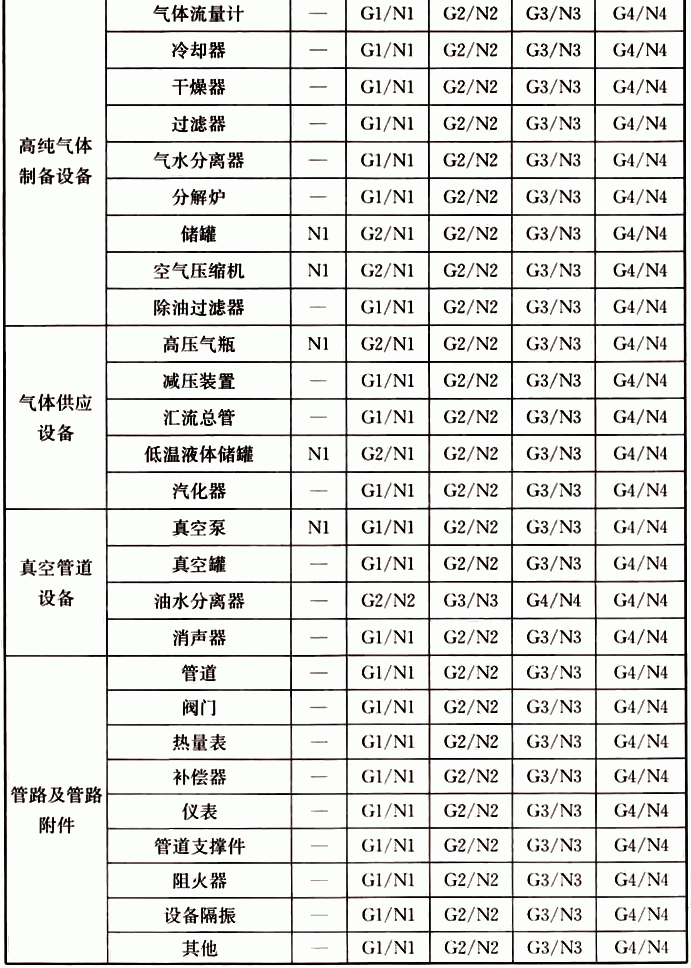 气体流量计 — G1/N1 G2/N2 G3/N3 G4/N4
冷却器 — G1/N1 G2/N2 G3/N3 G4/N4
干燥器 — G1/N1 G2/N2 G3/N3 G4/N4
过滤器 — G1/N1 G2/N2 G3/N3 G4/N4
高纯气体
制备设备
气水分离器 — G1/N1 G2/N2 G3/N3 G4/N4
分解炉 — G1/N1 G2/N2 G3/N3 G4/N4
储罐 N1 G2/N1 G2/N2 G3/N3 G4/N4
空气压缩机 N1 G2/N1 G2/N2 G3/N3 G4/N4
除油过滤器 — G1/N1 G2/N2 G3/N3 G4/N4
高压气瓶 N1 G2/N1 G2/N2 G3/N3 G4/N4
减压装置 — G1/N1 G2/N2 G3/N3 G4/N4
气体供应
设备
汇流总管 — G1/N1 G2/N2 G3/N3 G4/N4
低温液体储罐 N1 G2/N1 G2/N2 G3/N3 G4/N4
汽化器 — G1/N1 G2/N2 G3/N3 G4/N4
真空泵 N1 G1/N1 G2/N2 G3/N3 G4/N4
真空管道
设备
真空罐 — G1/N1 G2/N2 G3/N3 G4/N4
油水分离器 — G2/N2 G3/N3 G4/N4 G4/N4
消声器 — G1/N1 G2/N2 G3/N3 G4/N4
管道 — G1/N1 G2/N2 G3/N3 G4/N4
阀门 — G1/N1 G2/N2 G3/N3 G4/N4
热量表 — G1/N1 G2/N2 G3/N3 G4/N4
补偿器 — G1/N1 G2/N2 G3/N3 G4/N4
管路及管路
附件
仪表 — G1/N1 G2/N2 G3/N3 G4/N4
管道支撑件 — G1/N1 G2/N2 G3/N3 G4/N4
阻火器 — G1/N1 G2/N2 G3/N3 G4/N4
设备隔振 — G1/N1 G2/N2 G3/N3 G4/N4
其他 — G1/N1 G2/N2 G3/N3 G4/N4